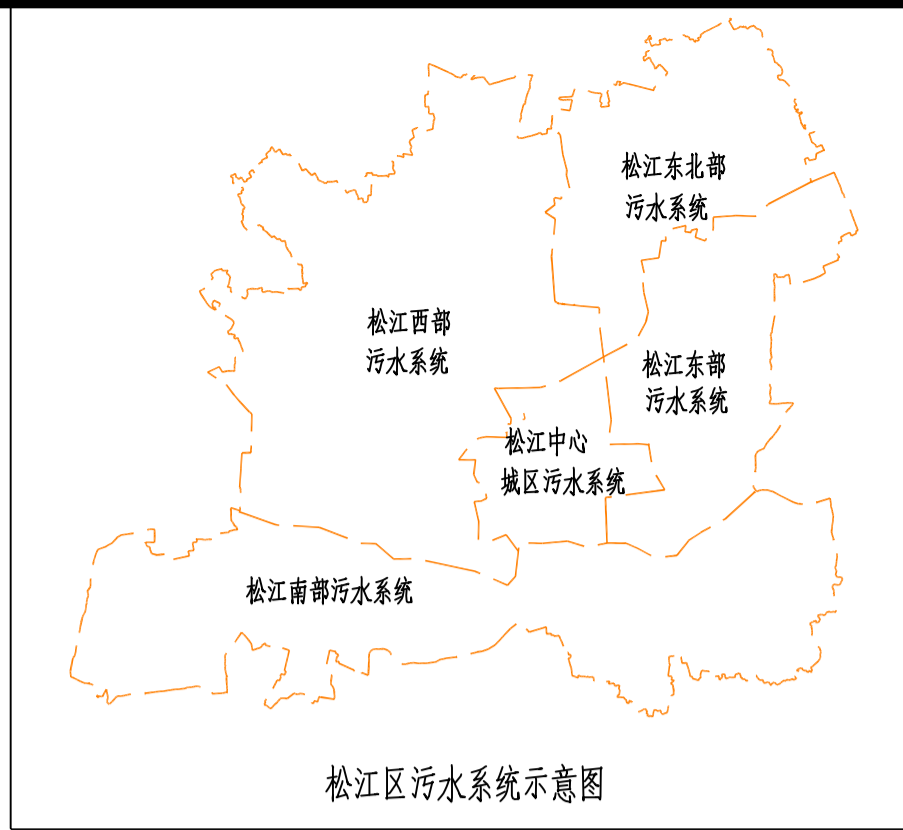 松江东北部
污水系统
松江西部
污水系统
松江东部
污水系统
松江中心
城区污水系统
松江南部污水系统
松江区污水系统示意图